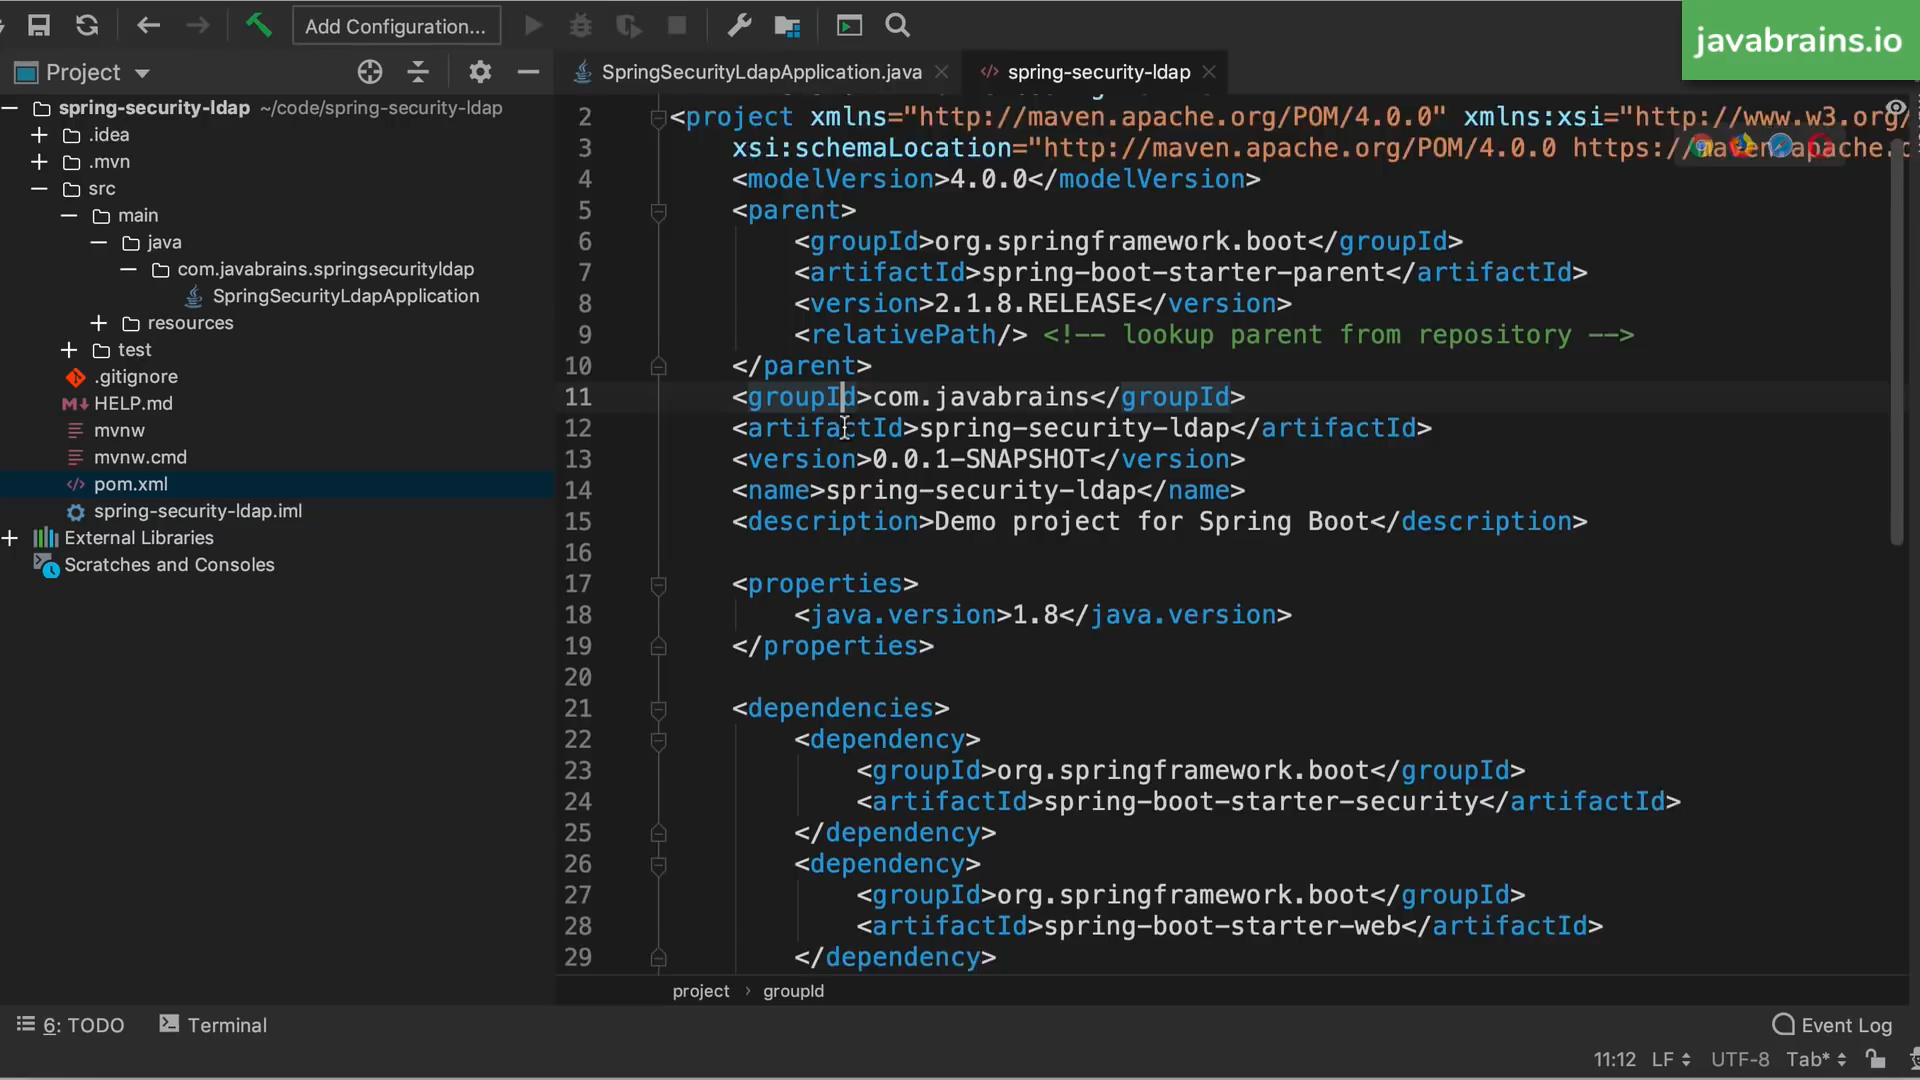 Add Configuration...
javabrains.io
Project
SpringSecurityLdapApplication.java
spring-security-ldap
spring-security-ldap ~/code/spring-security-ldap
.idea
.mvn
src
main
java
com.javabrains.springsecurityldap
SpringSecurityLdapApplication
resources
test
.gitignore
HELP.md
mvnw
mvnw.cmd
pom.xml
spring-security-ldap.iml
External Libraries
Scratches and Consoles
2 <project xmlns="http://maven.apache.org/POM/4.0.0" xmlns:xsi="http://www.w3.org/
3 xsi:schemaLocation="http://maven.apache.org/POM/4.0.0 https://maven.apache.o
4 <modelVersion>4.0.0</modelVersion>
5 <parent>
6 <groupId>org.springframework.boot</groupId>
7 <artifactId>spring-boot-starter-parent</artifactId>
8 <version>2.1.8.RELEASE</version>
9 <relativePath/> <!-- lookup parent from repository -->
10 </parent>
11 <groupId>com.javabrains</groupId>
12 <artifactId>spring-security-ldap</artifactId>
13 <version>0.0.1-SNAPSHOT</version>
14 <name>spring-security-ldap</name>
15 <description>Demo project for Spring Boot</description>
16
17 <properties>
18 <java.version>1.8</java.version>
19 </properties>
20
21 <dependencies>
22 <dependency>
23 <groupId>org.springframework.boot</groupId>
24 <artifactId>spring-boot-starter-security</artifactId>
25 </dependency>
26 <dependency>
27 <groupId>org.springframework.boot</groupId>
28 <artifactId>spring-boot-starter-web</artifactId>
29 </dependency>
project › groupId
6: TODO
Terminal
Event Log
11:12 LF UTF-8 Tab*